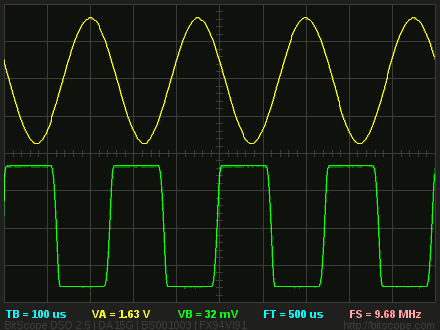 TB = 100 us VA = 1.63 V VB = 32 mV FT = 500 us FS = 9.68 MHz
BitScope DSO 2.5 | DA15G | BS001003 | FX94VI91 http://bitscope.com